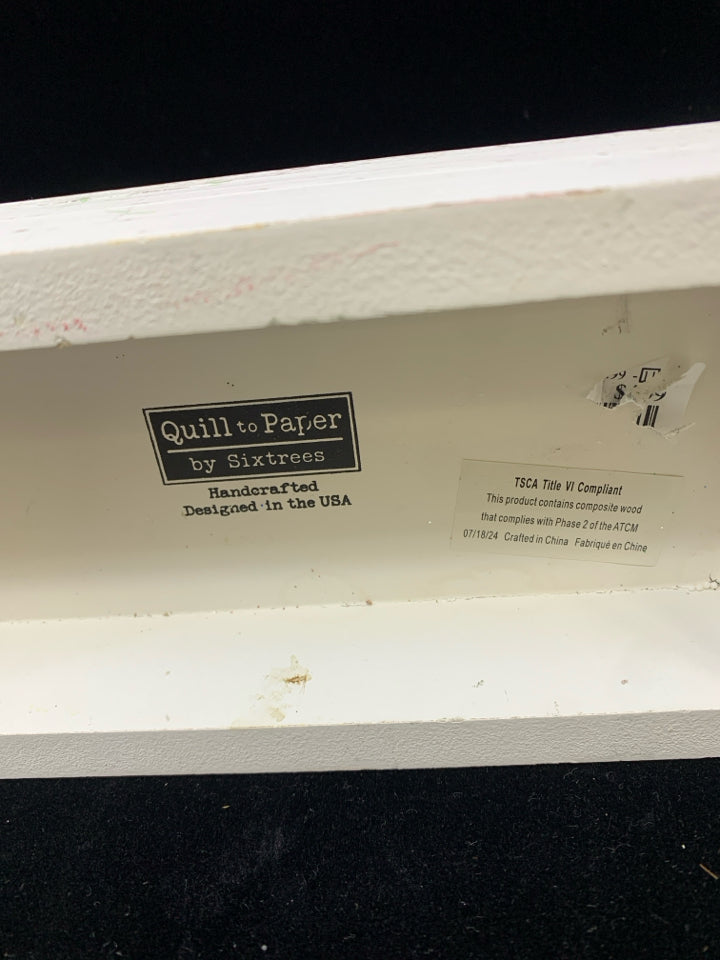 Quill to Paper
by Sixtrees
Handcrafted
Designed in the USA
$
TSCA Title VI Compliant
This product contains composite wood
that complies with Phase 2 of the ATCM
07/18/24 Crafted in China Fabriqué en Chine